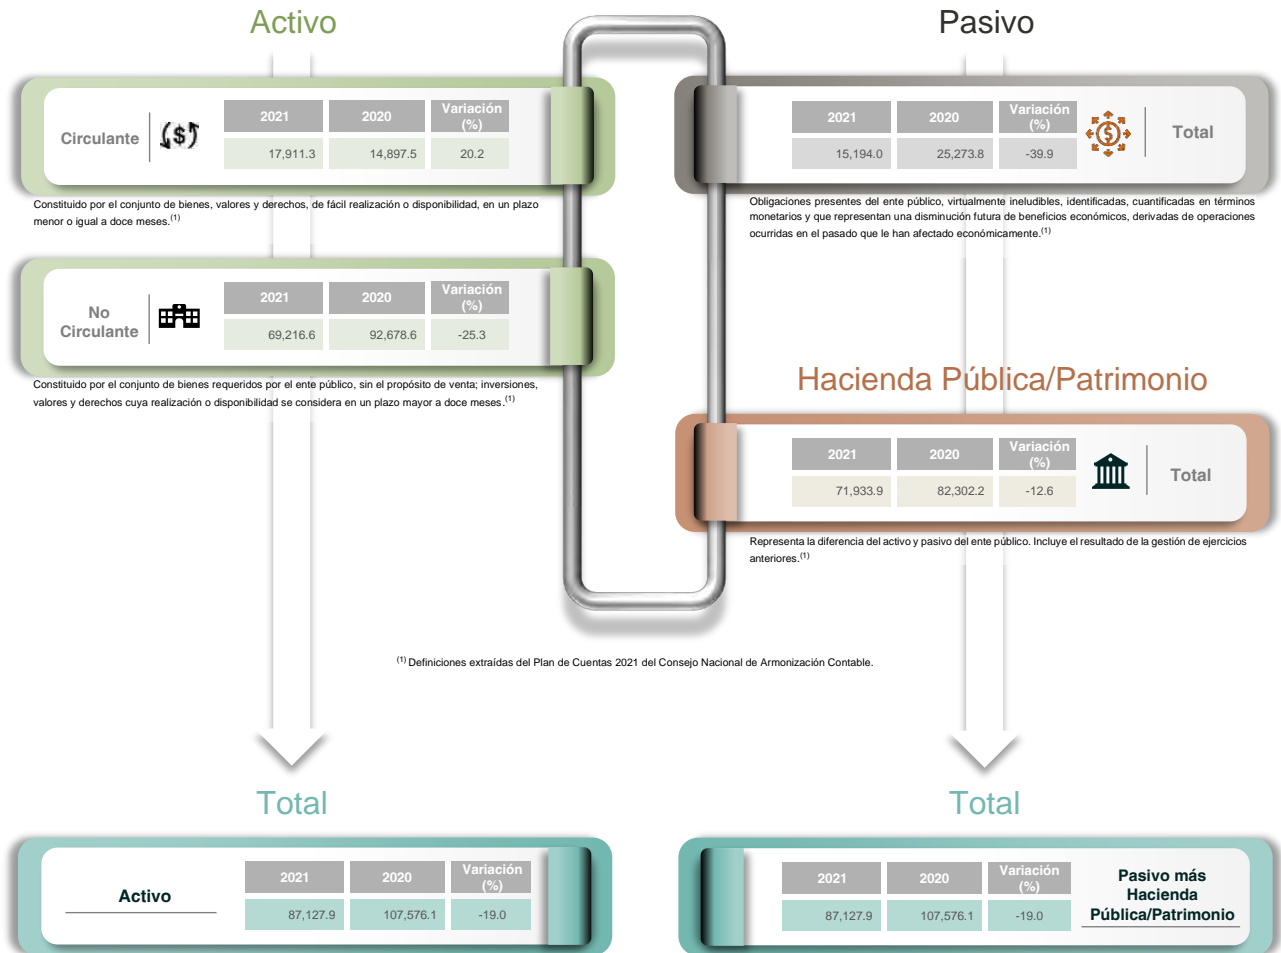 Activo
Circulante
2021 2020 Variación (%)
17,911.3 14,897.5 20.2
Constituido por el conjunto de bienes, valores y derechos, de fácil realización o disponibilidad, en un plazo
menor o igual a doce meses.(1)
No
Circulante
2021 2020 Variación (%)
69,216.6 92,678.6 -25.3
Constituido por el conjunto de bienes requeridos por el ente público, sin el propósito de venta; inversiones,
valores y derechos cuya realización o disponibilidad se considera en un plazo mayor a doce meses.(1)
Pasivo
2021 2020 Variación (%)
15,194.0 25,273.8 -39.9
Total
Obligaciones presentes del ente público, virtualmente ineludibles, identificadas, cuantificadas en términos
monetarios y que representan una disminución futura de beneficios económicos, derivadas de operaciones
ocurridas en el pasado que le han afectado económicamente.(1)
Hacienda Pública/Patrimonio
2021 2020 Variación (%)
71,933.9 82,302.2 -12.6
Total
Representa la diferencia del activo y pasivo del ente público. Incluye el resultado de la gestión de ejercicios
anteriores.(1)
(1) Definiciones extraídas del Plan de Cuentas 2021 del Consejo Nacional de Armonización Contable.
Total
Activo
2021 2020 Variación (%)
87,127.9 107,576.1 -19.0
Total
2021 2020 Variación (%)
87,127.9 107,576.1 -19.0
Pasivo más
Hacienda
Pública/Patrimonio